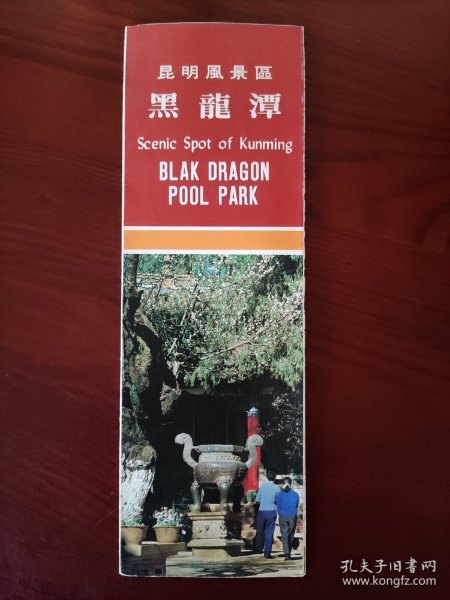 昆明風景區
黑龍潭
Scenic Spot of Kunming
BLAK DRAGON
POOL PARK
孔夫子旧书网
www.kongfz.com